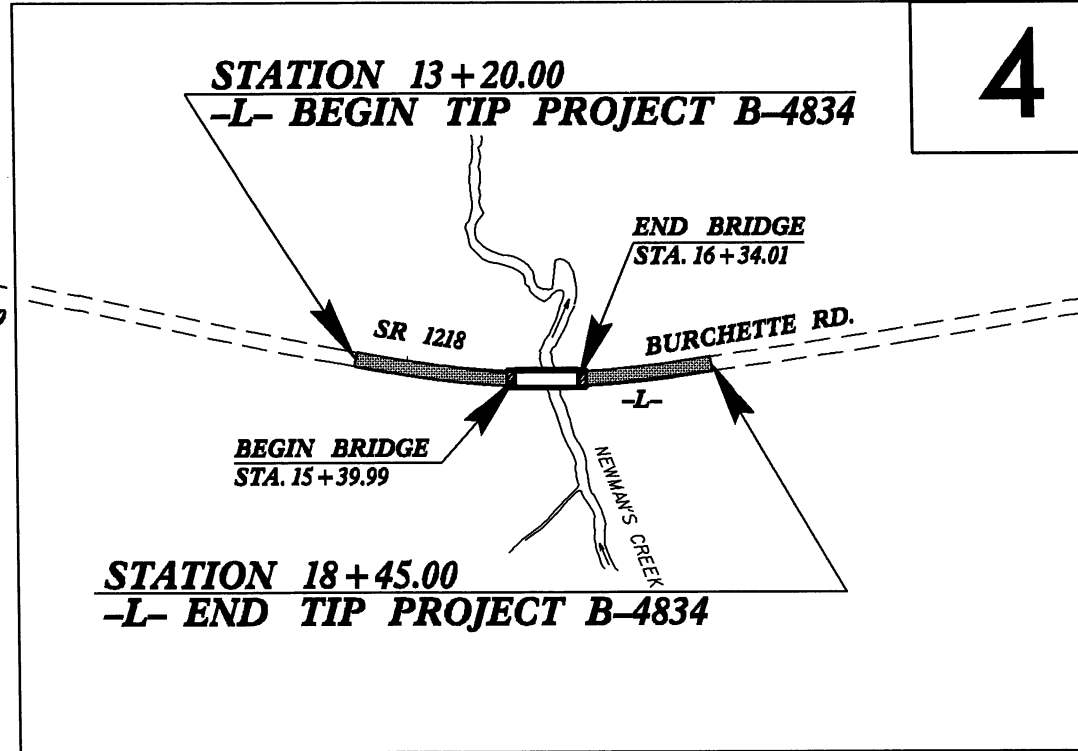 4
STATION 13+20.00
-L- BEGIN TIP PROJECT B-4834
END BRIDGE
STA. 16+34.01
SR 1218
BURCHETTE RD.
-L-
BEGIN BRIDGE
STA. 15+39.99
NEWMAN'S CREEK
STATION 18+45.00
-L- END TIP PROJECT B-4834